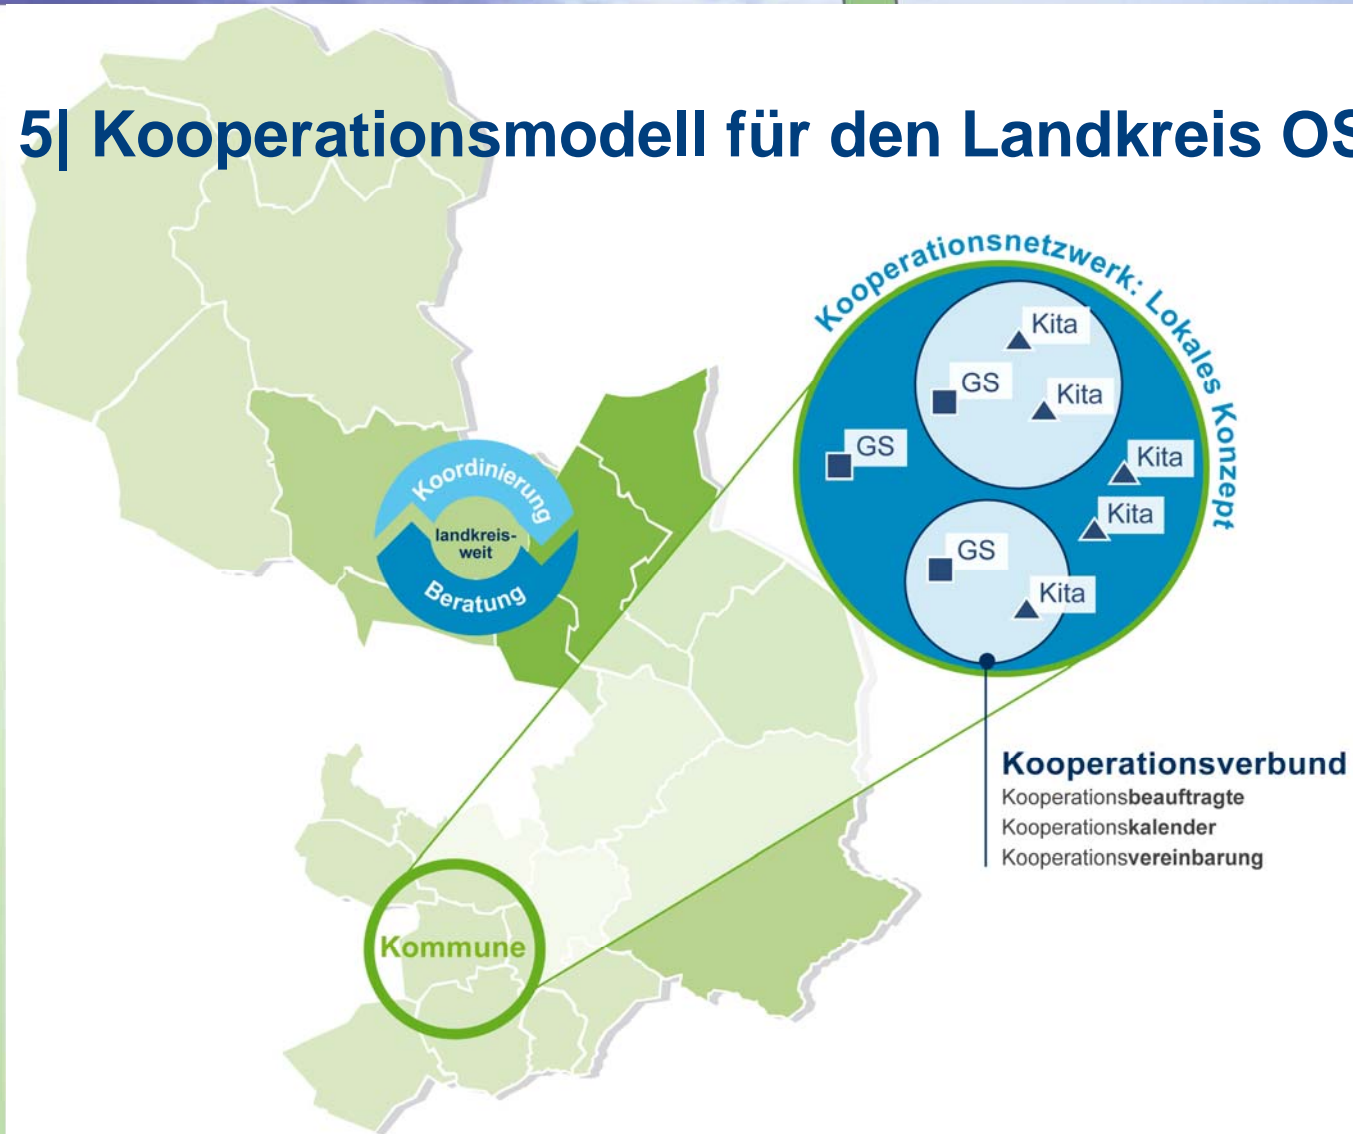 5| Kooperationsmodell für den Landkreis OS
Kooperationsnetzwerk: Lokales Konzept
Kita
GS
Kita
GS
Kita
Kita
GS
Kita
Koordinierung
landkreis-
weit
Beratung
Kooperationsverbund
Kooperationsbeauftragte
Kooperationskalender
Kooperationsvereinbarung
Kommune